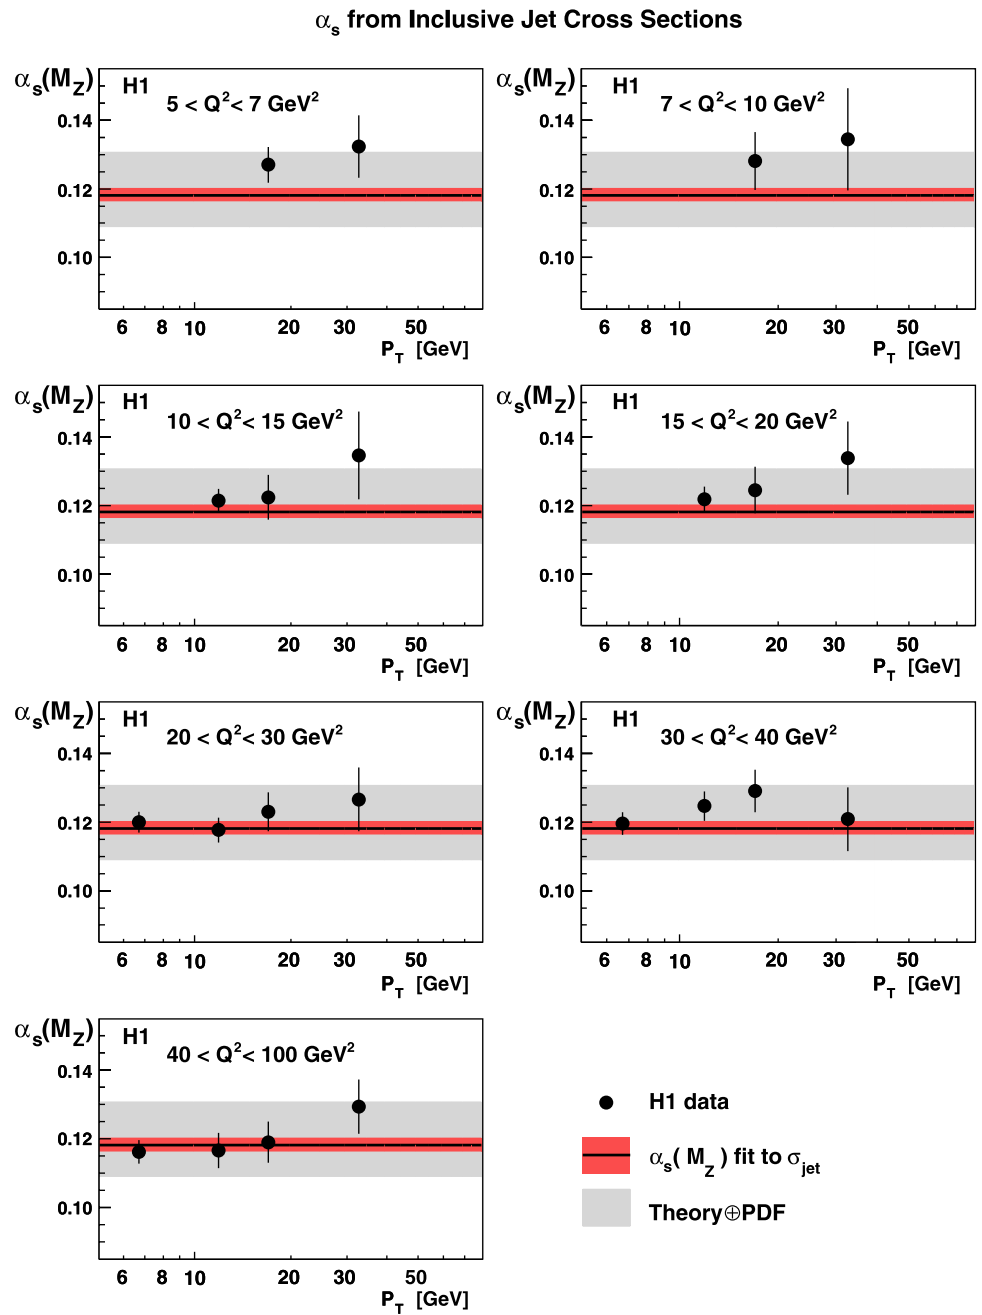 αs from Inclusive Jet Cross Sections
αs(MZ)
H1
5 < Q2< 7 GeV2
0.14
0.12
0.10
6 8 10 20 30 50
PT [GeV]
αs(MZ)
H1
7 < Q2< 10 GeV2
0.14
0.12
0.10
6 8 10 20 30 50
PT [GeV]
αs(MZ)
H1
10 < Q2< 15 GeV2
0.14
0.12
0.10
6 8 10 20 30 50
PT [GeV]
αs(MZ)
H1
15 < Q2< 20 GeV2
0.14
0.12
0.10
6 8 10 20 30 50
PT [GeV]
αs(MZ)
H1
20 < Q2< 30 GeV2
0.14
0.12
0.10
6 8 10 20 30 50
PT [GeV]
αs(MZ)
H1
30 < Q2< 40 GeV2
0.14
0.12
0.10
6 8 10 20 30 50
PT [GeV]
αs(MZ)
H1
40 < Q2< 100 GeV2
0.14
0.12
0.10
6 8 10 20 30 50
PT [GeV]
H1 data
αs( MZ ) fit to σjet
Theory⊕PDF